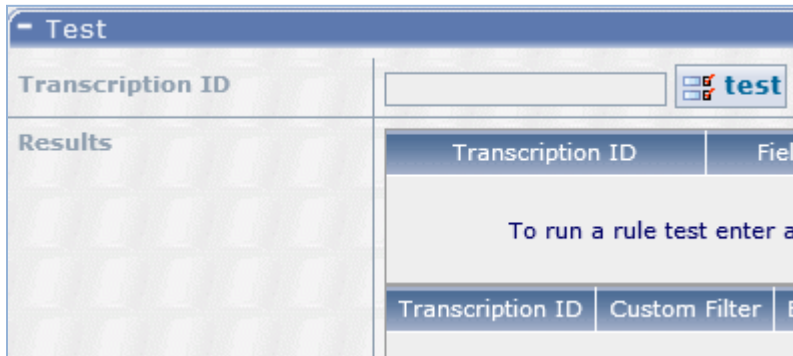 - Test
Transcription ID test
Results
Transcription ID
To run a rule test enter
Transcription ID Custom Filter